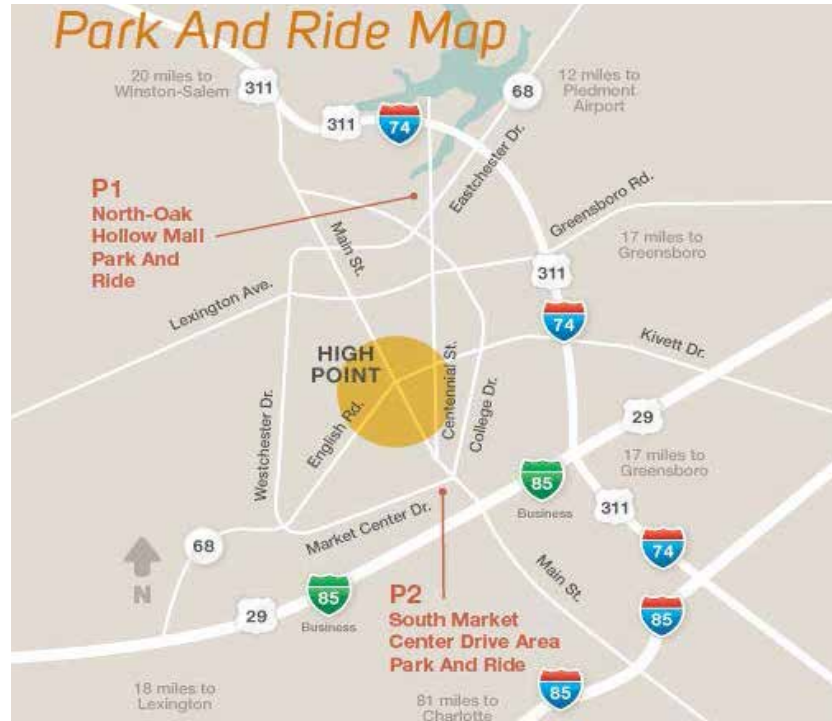 Park And Ride Map
20 miles to
Winston-Salem
311
311
74
68
12 miles to
Piedmont
Airport
P1
North-Oak
Hollow Mall
Park And
Ride
Main St.
Eastchester Dr.
Greensboro Rd.
17 miles to
Greensboro
311
74
Lexington Ave.
HIGH
POINT
Kivett Dr.
Westchester Dr.
English Rd.
Centennial St.
College Dr.
29
17 miles to
Greensboro
85
Business
311
74
Market Center Dr.
68
N
29
85
Business
P2
South Market
Center Drive Area
Park And Ride
Main St.
85
85
18 miles to
Lexington
81 miles to
Charlotte